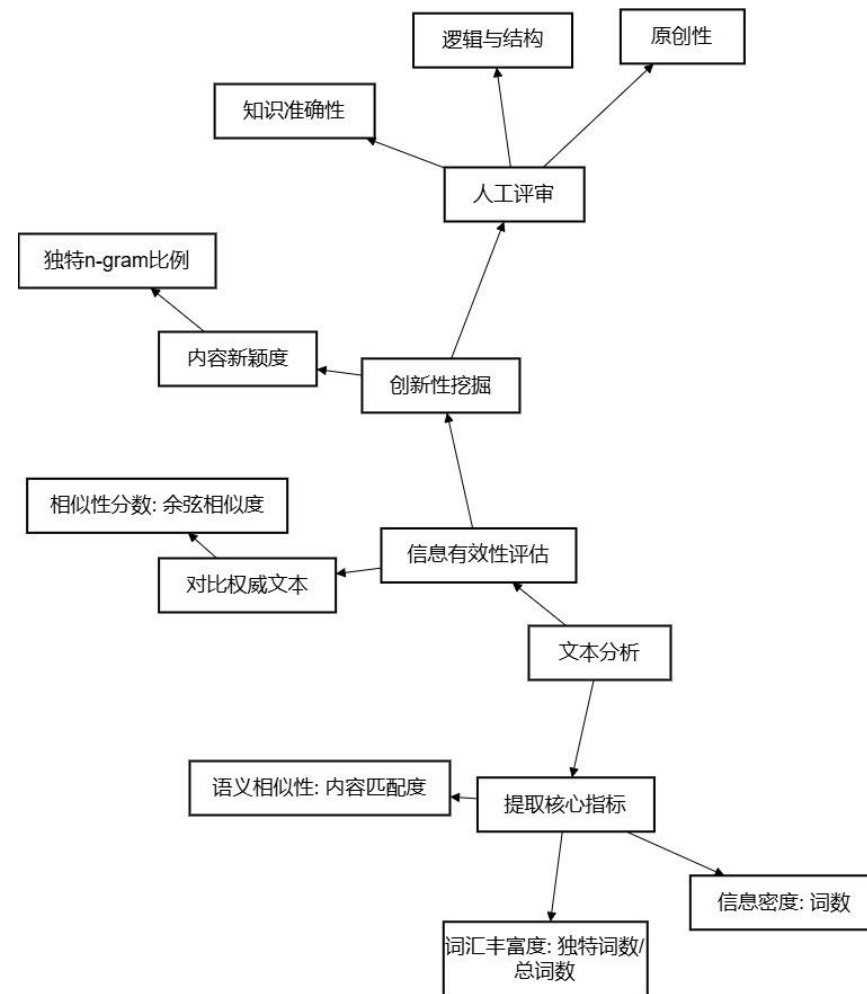 逻辑与结构
原创性
知识准确性
人工评审
独特n-gram比例
内容新颖度
创新性挖掘
相似性分数: 余弦相似度
信息有效性评估
对比权威文本
文本分析
语义相似性: 内容匹配度
提取核心指标
信息密度: 词数
词汇丰富度: 独特词数/
总词数